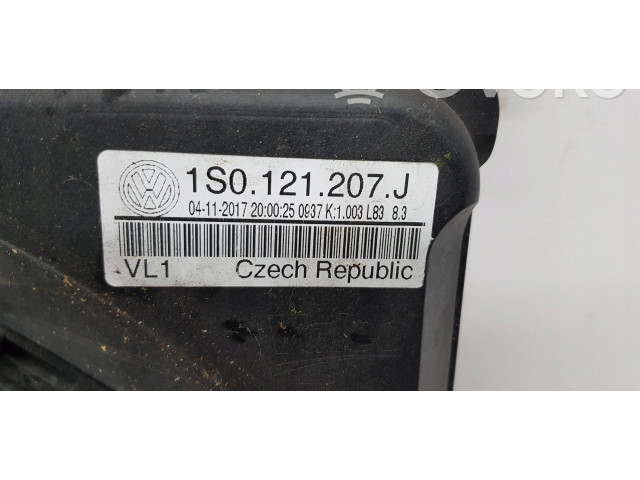 1S0.121.207.J
04-11-2017 20:00:25 0937 K:1.003 L83 8.3
VL1 Czech Republic